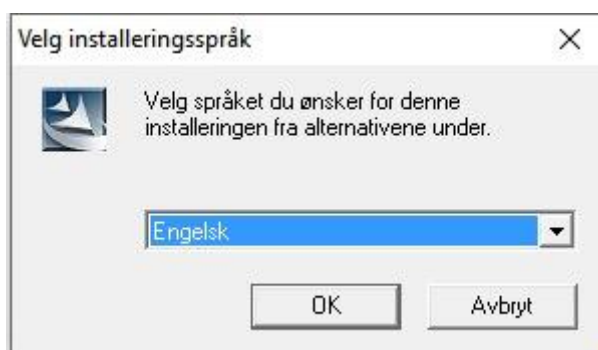 Velg installeringsspråk
Velg språket du ønsker for denne
installeringen fra alternativene under.
Engelsk
OK
Avbryt